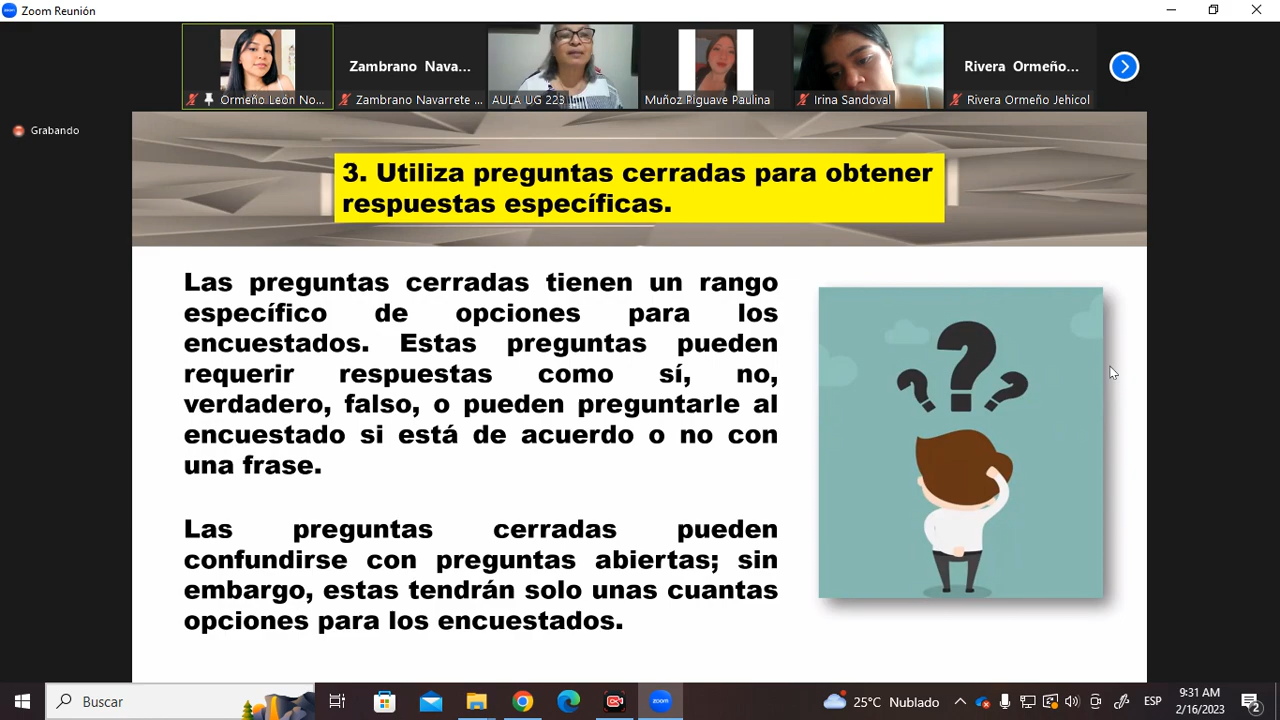 Zoom Reunión
Zambrano Nava...
Rivera Ormeño...
Ormeño León No...
Zambrano Navarrete ...
AULA UG 223
Muñoz Piguave Paulina
Irina Sandoval
Rivera Ormeño Jehicol
Grabando
3. Utiliza preguntas cerradas para obtener
respuestas específicas.
Las preguntas cerradas tienen un rango
específico de opciones para los
encuestados. Estas preguntas pueden
requerir respuestas como sí, no,
verdadero, falso, o pueden preguntarle al
encuestado si está de acuerdo o no con
una frase.
Las preguntas cerradas pueden
confundirse con preguntas abiertas; sin
embargo, estas tendrán solo unas cuantas
opciones para los encuestados.
Buscar
25°C Nublado
ESP
9:31 AM
2/16/2023
2